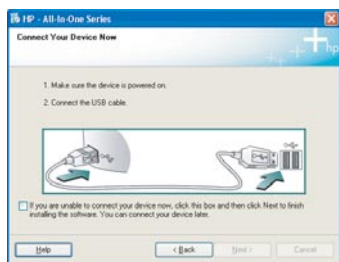 HP - All-In-One Series
Connect Your Device Now
hp
1. Make sure the device is powered on.
2. Connect the USB cable.
If you are unable to connect your device now, click this box and then click Next to finish
installing the software. You can connect your device later.
Help
< Back
Next >
Cancel